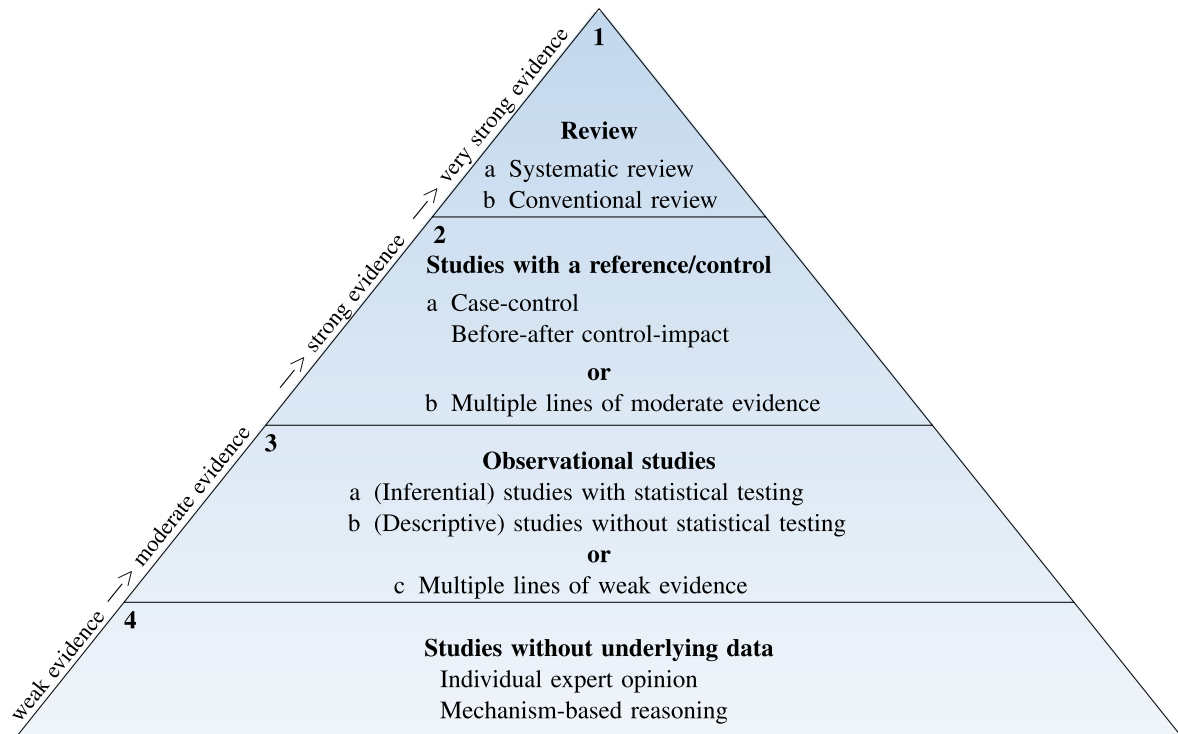 1
Review
a Systematic review
b Conventional review
2
Studies with a reference/control
a Case-control
Before-after control-impact
or
b Multiple lines of moderate evidence
3
Observational studies
a (Inferential) studies with statistical testing
b (Descriptive) studies without statistical testing
or
c Multiple lines of weak evidence
4
Studies without underlying data
Individual expert opinion
Mechanism-based reasoning
weak evidence —> moderate evidence —> strong evidence —> very strong evidence